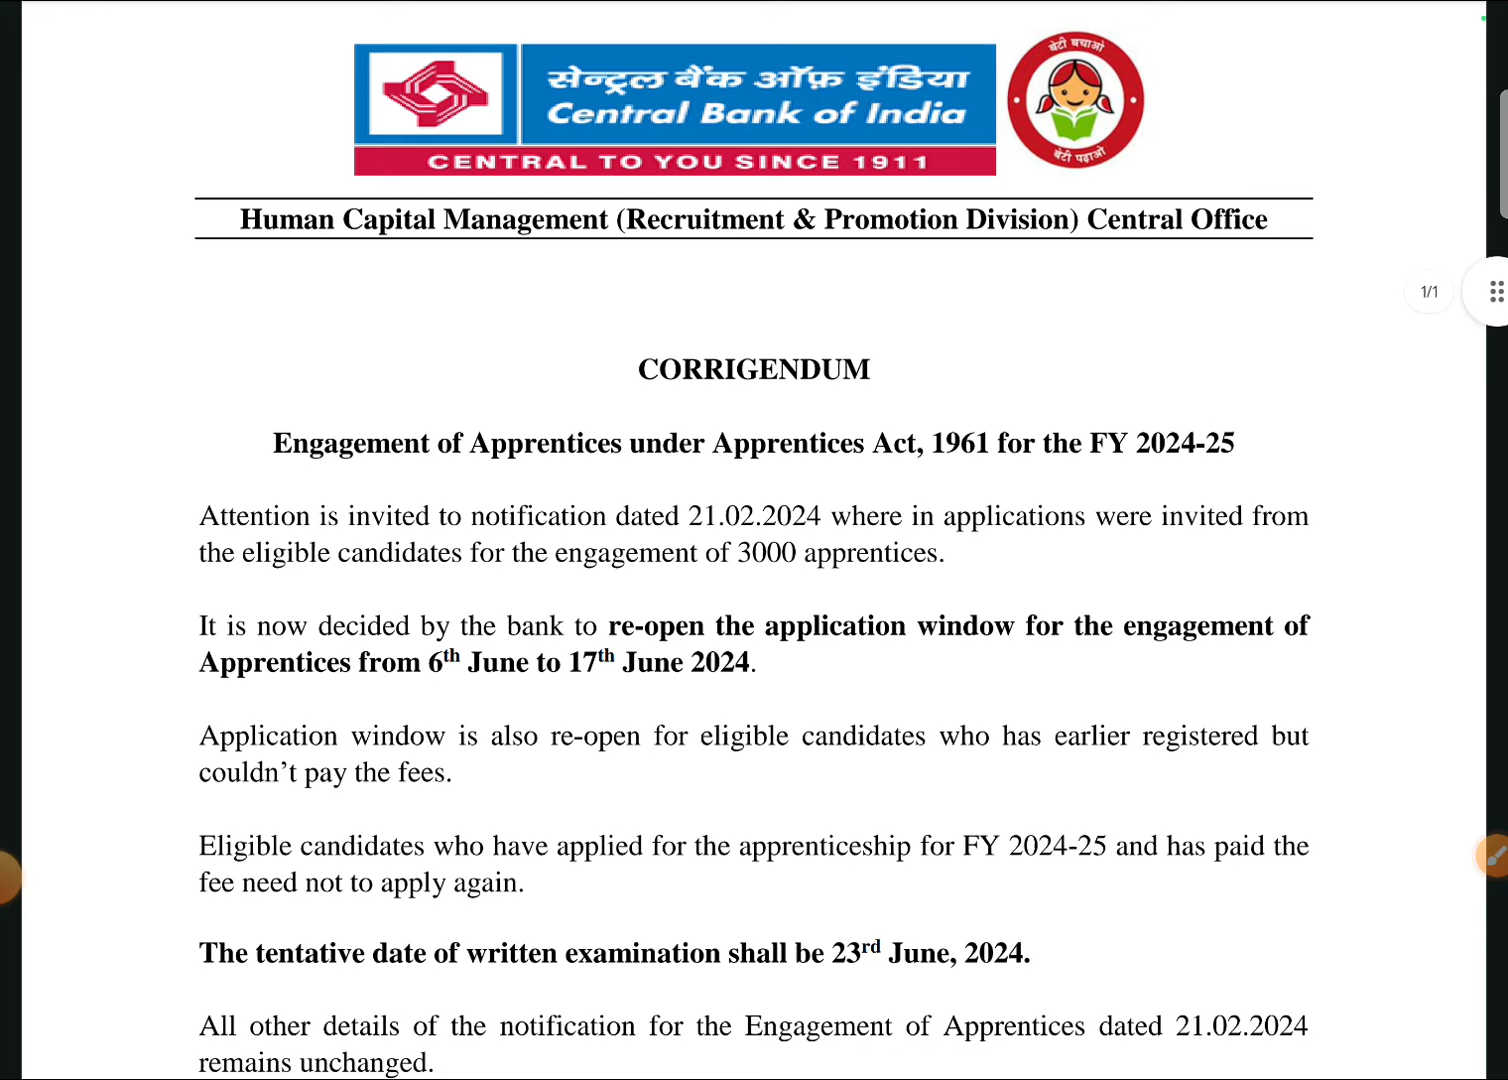 सेन्ट्रल बैंक ऑफ़ इंडिया
Central Bank of India
CENTRAL TO YOU SINCE 1911
बेटी बचाओ
बेटी पढ़ाओ
Human Capital Management (Recruitment & Promotion Division) Central Office
1/1
CORRIGENDUM
Engagement of Apprentices under Apprentices Act, 1961 for the FY 2024-25
Attention is invited to notification dated 21.02.2024 where in applications were invited from
the eligible candidates for the engagement of 3000 apprentices.
It is now decided by the bank to re-open the application window for the engagement of
Apprentices from 6th June to 17th June 2024.
Application window is also re-open for eligible candidates who has earlier registered but
couldn't pay the fees.
Eligible candidates who have applied for the apprenticeship for FY 2024-25 and has paid the
fee need not to apply again.
The tentative date of written examination shall be 23rd June, 2024.
All other details of the notification for the Engagement of Apprentices dated 21.02.2024
remains unchanged.